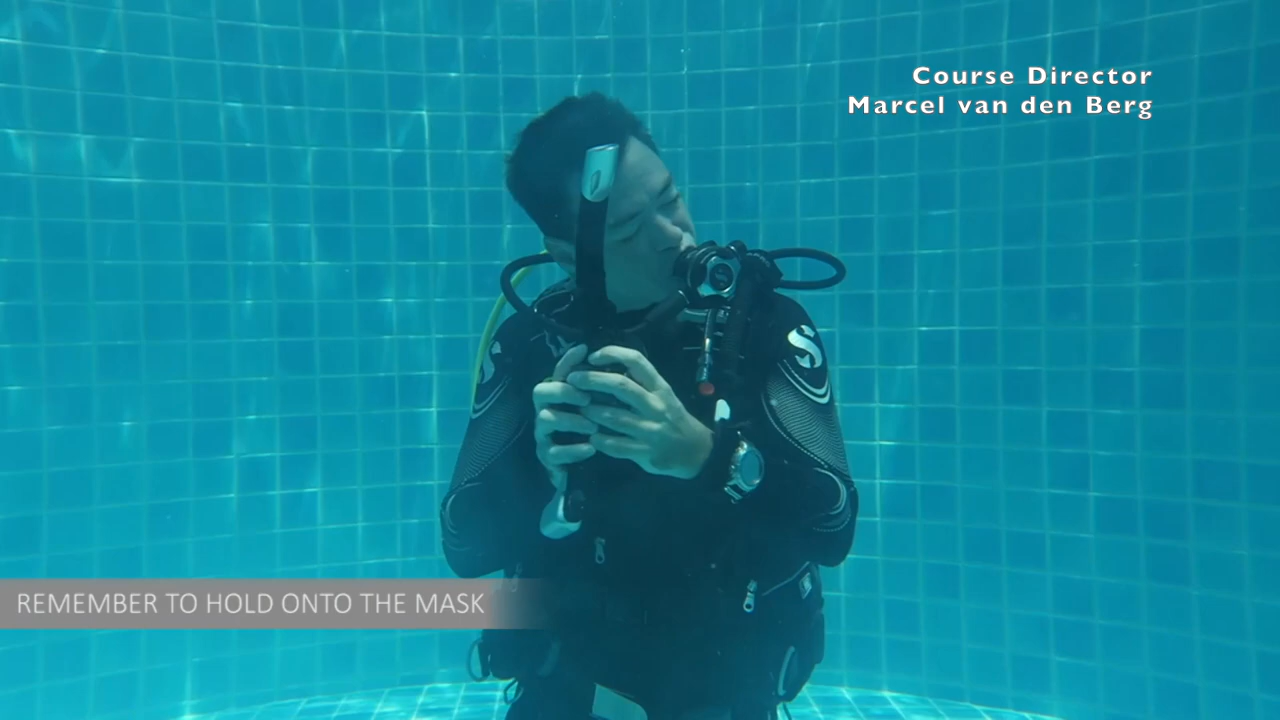 Course Director
Marcel van den Berg
REMEMBER TO HOLD ONTO THE MASK